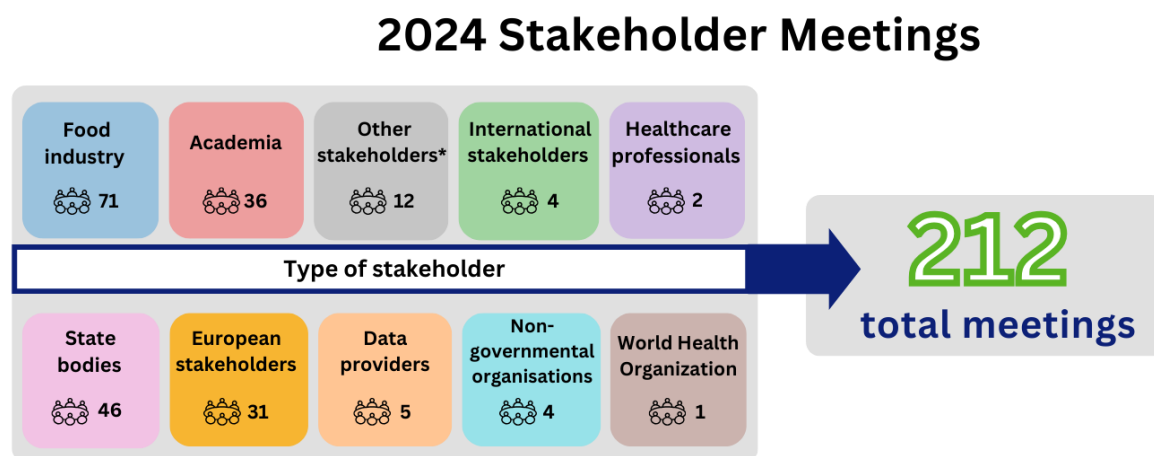 2024 Stakeholder Meetings
Food
industry
71
Academia
36
Other
stakeholders*
12
International
stakeholders
4
Healthcare
professionals
2
Type of stakeholder
212
total meetings
State
bodies
46
European
stakeholders
31
Data
providers
5
Non-
governmental
organisations
4
World Health
Organization
1